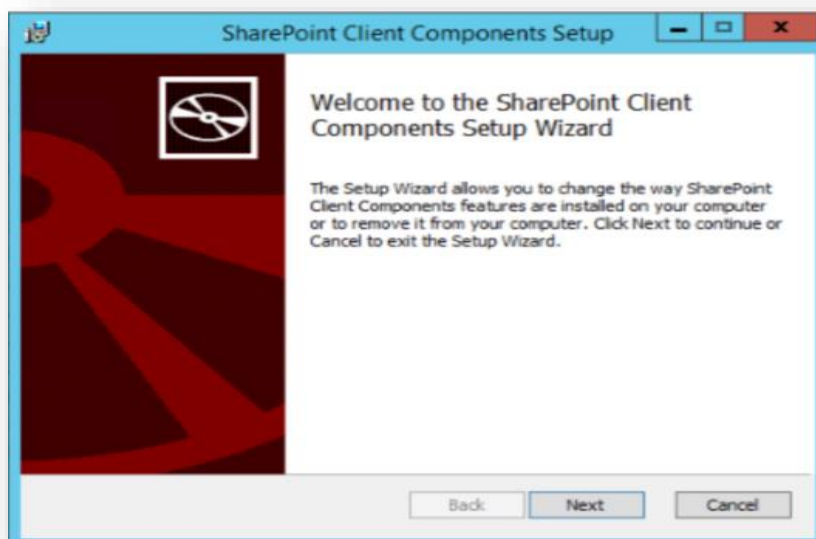 SharePoint Client Components Setup
Welcome to the SharePoint Client
Components Setup Wizard
The Setup Wizard allows you to change the way SharePoint
Client Components features are installed on your computer
or to remove it from your computer. Click Next to continue or
Cancel to exit the Setup Wizard.
Back Next Cancel